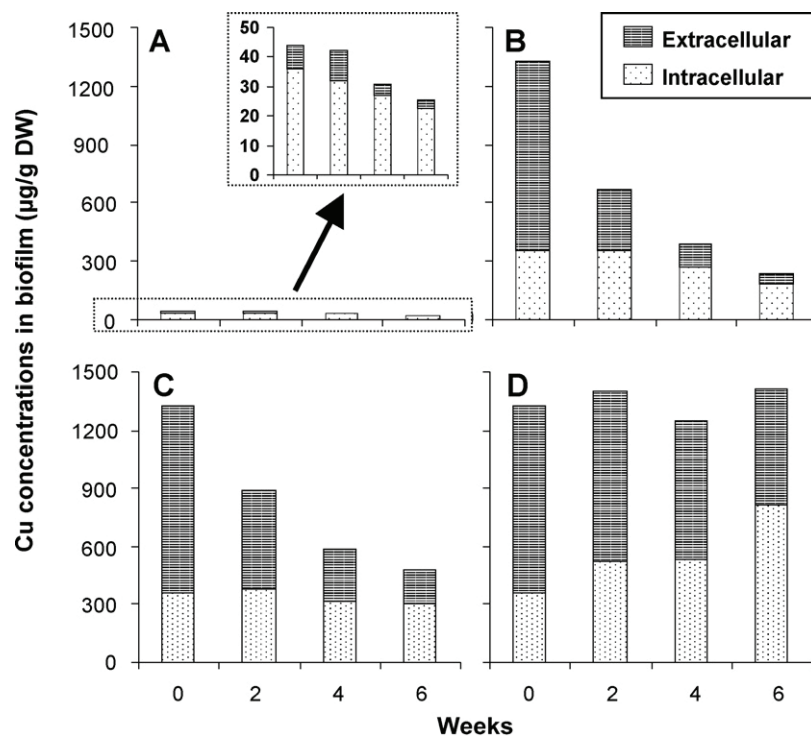 Cu concentrations in biofilm (µg/g DW)
1500
1200
900
600
300
0
A
50
40
30
20
10
0
B
Extracellular
Intracellular
1500
1200
900
600
300
0
C
D
0 2 4 6 0 2 4 6
Weeks